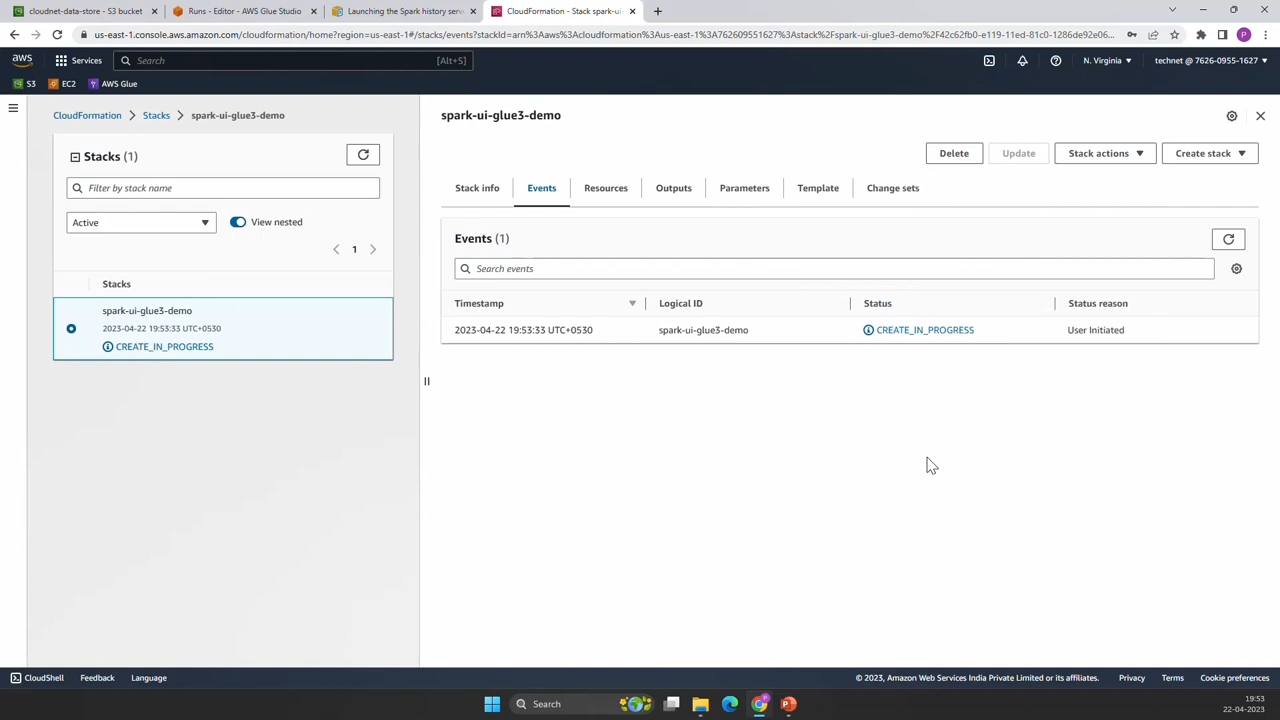 cloudnet-data-store - S3 bucket
Runs - Editor - AWS Glue Studio
Launching the Spark history serv
CloudFormation - Stack spark-ui-
us-east-1.console.aws.amazon.com/cloudformation/home?region=us-east-1#/stacks/events?stackId=arn%3Aaws%3Acloudformation%3Aus-east-1%3A762609551627%3Astack%2Fspark-ui-glue3-demo%2F42c62fb0-e119-11ed-81c0-1286de92e06...
P
aws
Services
Search
[Alt+S]
N. Virginia
technet @ 7626-0955-1627
S3
EC2
AWS Glue
CloudFormation
Stacks
spark-ui-glue3-demo
spark-ui-glue3-demo
Stacks (1)
Delete
Update
Stack actions
Create stack
Filter by stack name
Stack info
Events
Resources
Outputs
Parameters
Template
Change sets
Active
View nested
1
Events (1)
Search events
Stacks
Timestamp
Logical ID
Status
Status reason
spark-ui-glue3-demo
2023-04-22 19:53:33 UTC+0530
CREATE_IN_PROGRESS
2023-04-22 19:53:33 UTC+0530
spark-ui-glue3-demo
CREATE_IN_PROGRESS
User Initiated
CloudShell
Feedback
Language
© 2023, Amazon Web Services India Private Limited or its affiliates.
Privacy
Terms
Cookie preferences
Search
19:53
22-04-2023